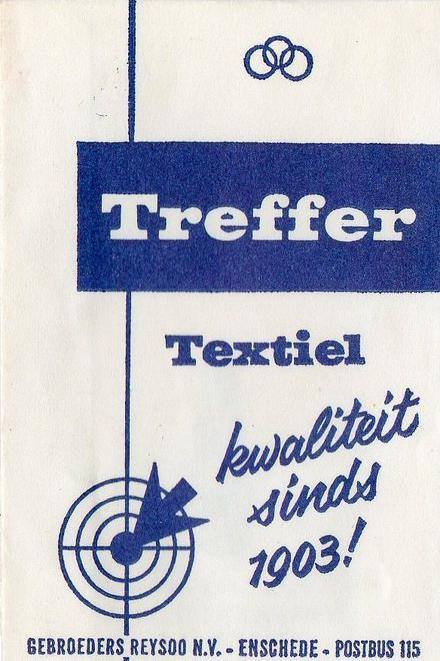 Treffer
Textiel
kwaliteit
sinds
1903!
GEBROEDERS REYSOO N.V. - ENSCHEDE - POSTBUS 115